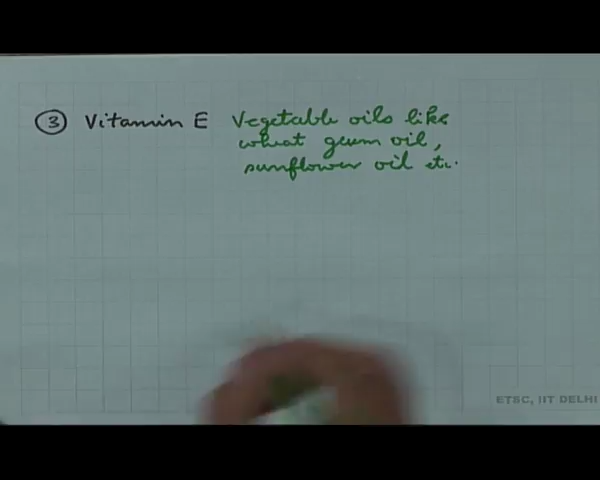 ③ Vitamin E Vegetable oils like
wheat germ oil,
sunflower oil etc.
ETSC, IIT DELHI